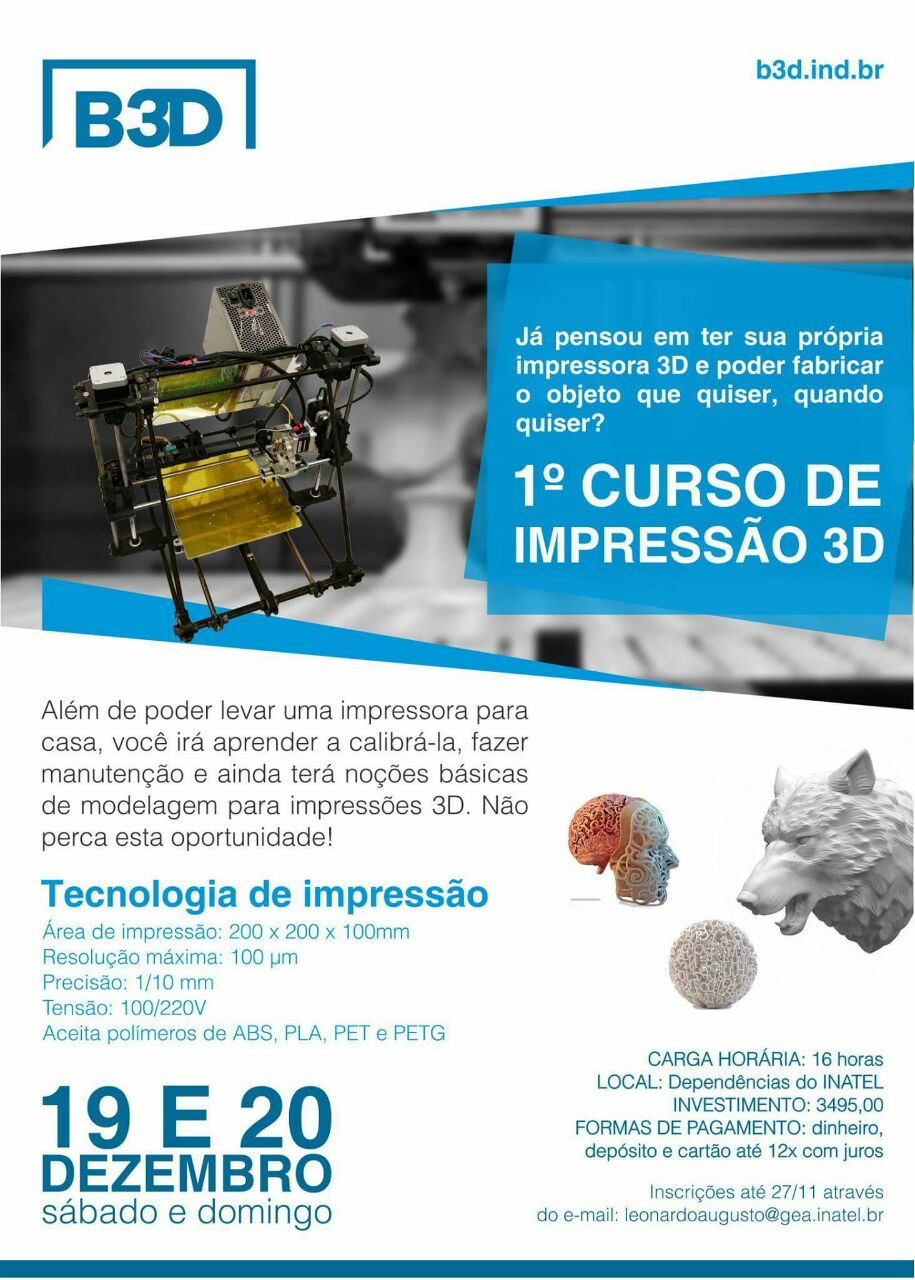 B3D
b3d.ind.br
Já pensou em ter sua própria
impressora 3D e poder fabricar
o objeto que quiser, quando
quiser?
1º CURSO DE
IMPRESSÃO 3D
Além de poder levar uma impressora para
casa, você irá aprender a calibrá-la, fazer
manutenção e ainda terá noções básicas
de modelagem para impressões 3D. Não
perca esta oportunidade!
Tecnologia de impressão
Área de impressão: 200 x 200 x 100mm
Resolução máxima: 100 µm
Precisão: 1/10 mm
Tensão: 100/220V
Aceita polímeros de ABS, PLA, PET e PETG
19 E 20
DEZEMBRO
sábado e domingo
CARGA HORÁRIA: 16 horas
LOCAL: Dependências do INATEL
INVESTIMENTO: 3495,00
FORMAS DE PAGAMENTO: dinheiro,
depósito e cartão até 12x com juros
Inscrições até 27/11 através
do e-mail: leonardoaugusto@gea.inatel.br